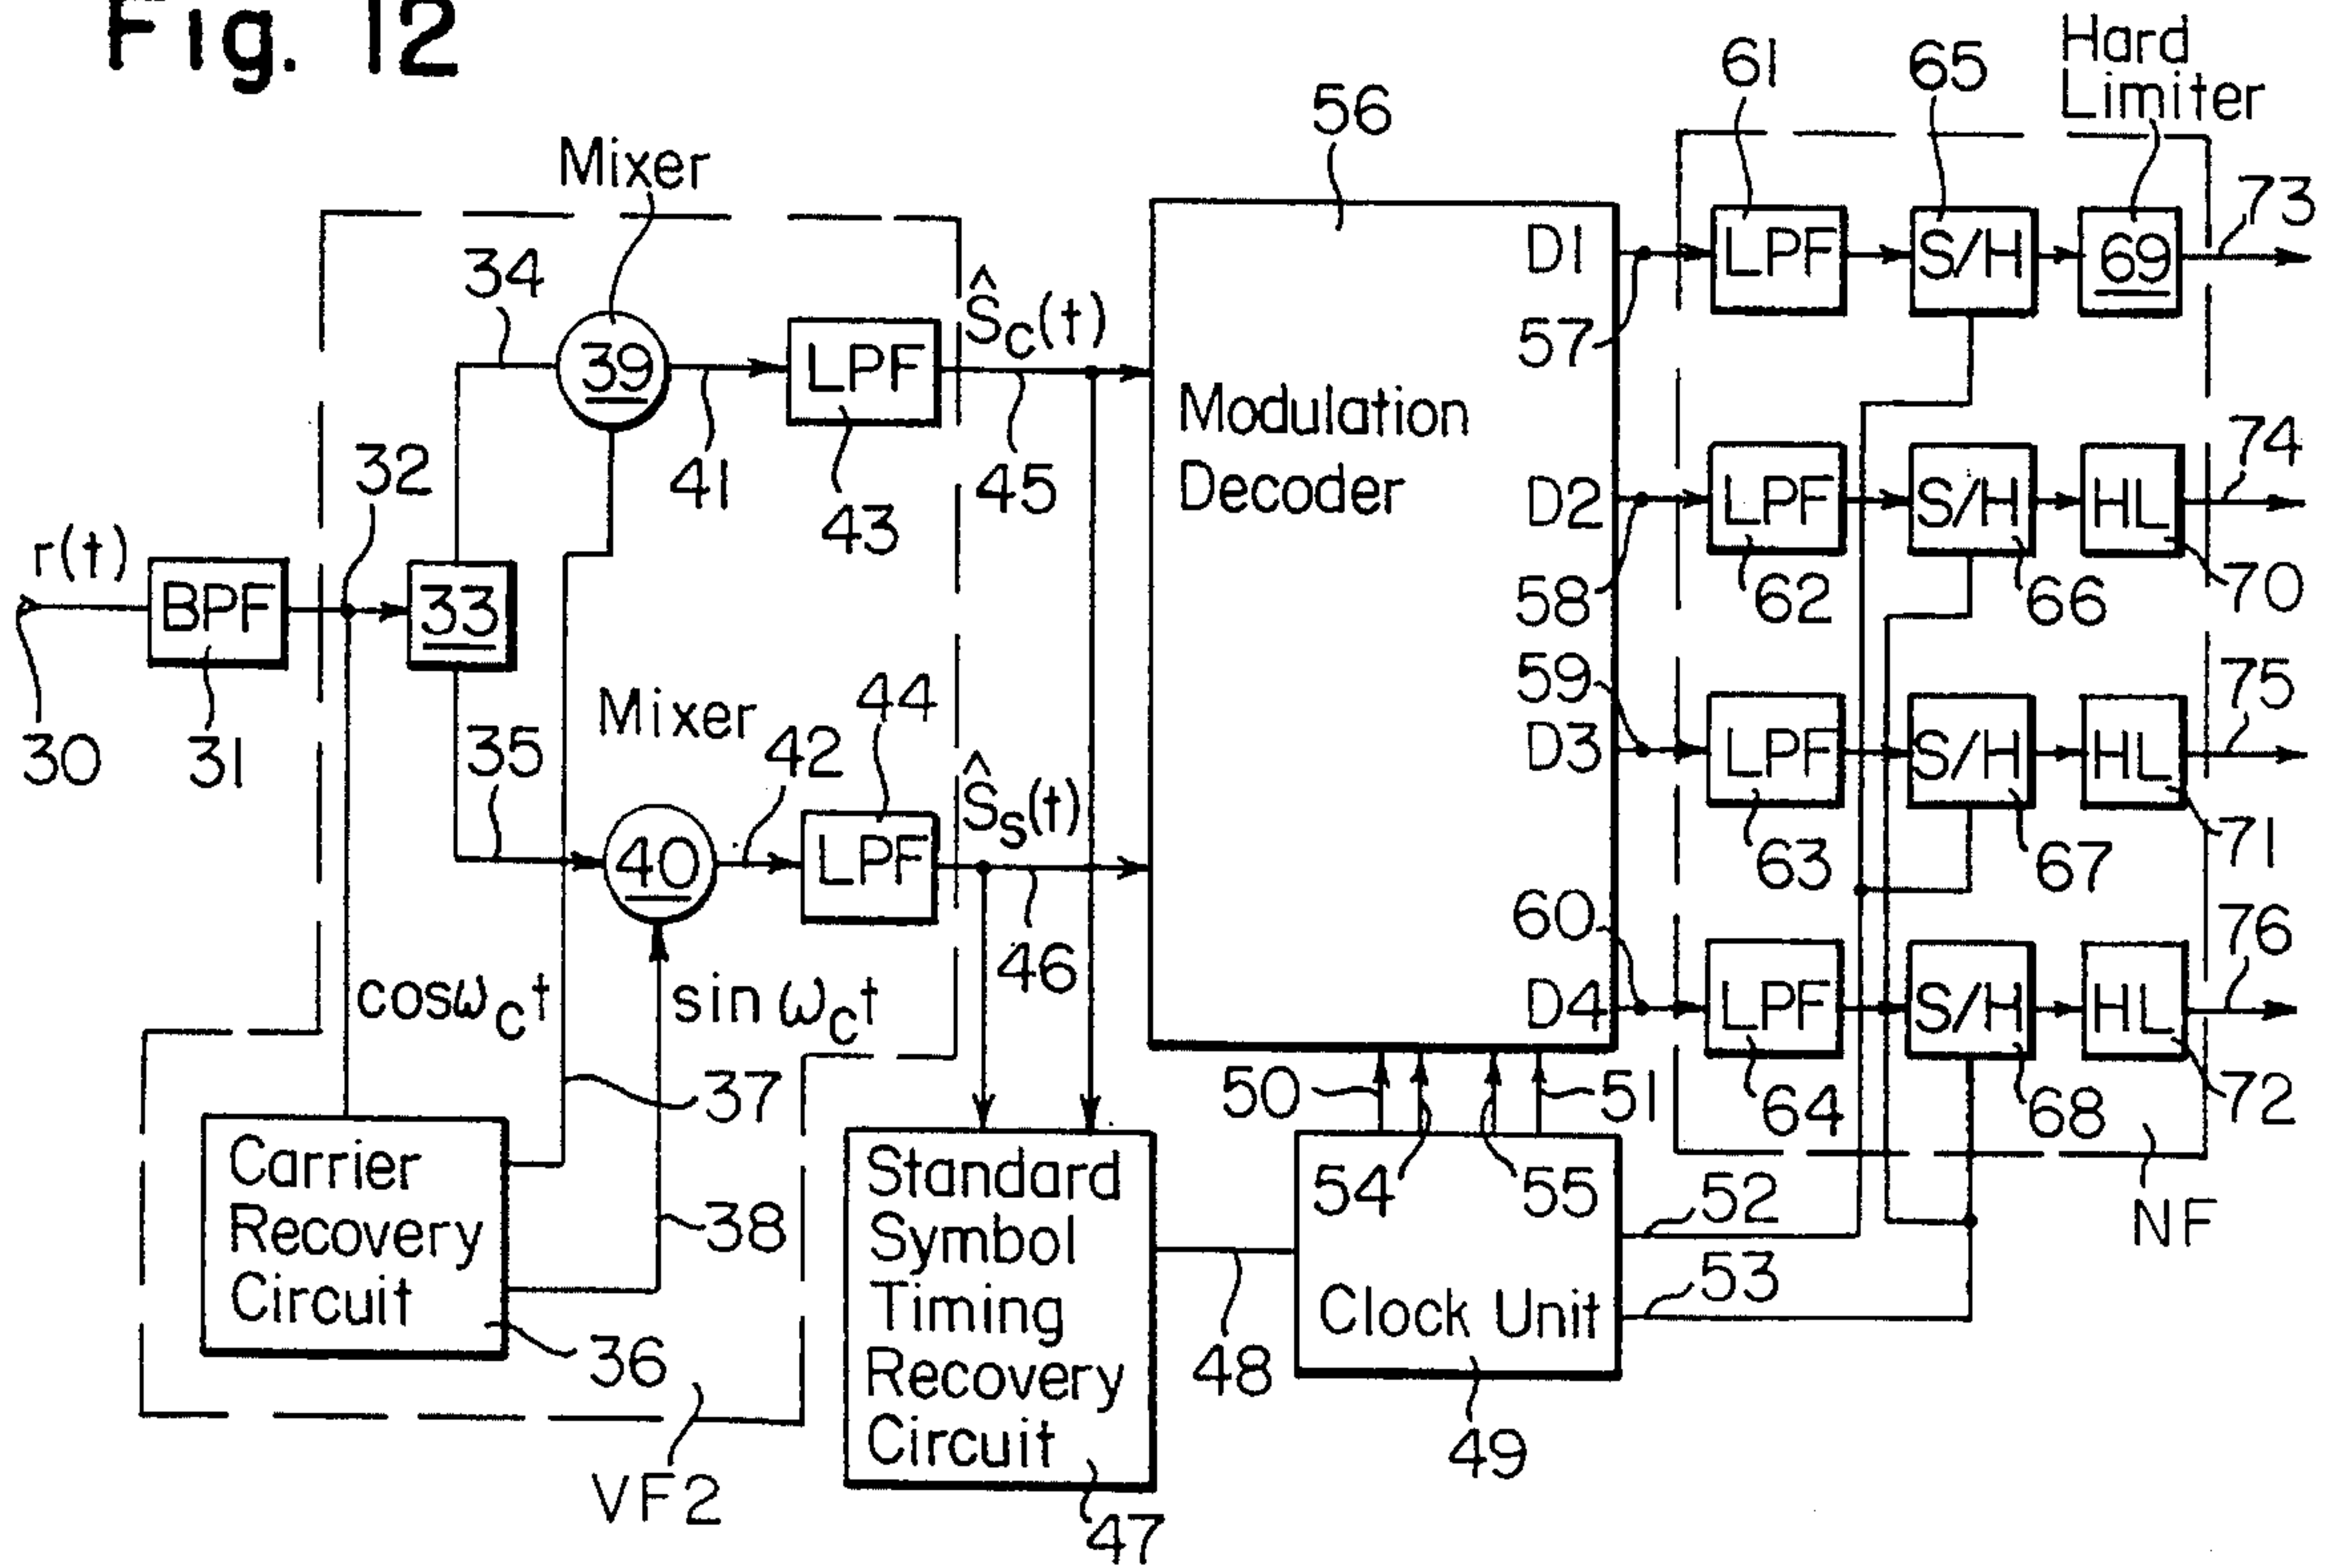 Fig. 12
Hard
Limiter
61
65
56
Mixer
73
D1
LPF
S/H
69
34
Ŝc(t)
57
39
LPF
Modulation
Decoder
74
32
41
45
43
D2
LPF
S/H
HL
r(t)
58
62
66
70
BPF
33
59
75
30
31
35
Mixer
42
44
Ŝs(t)
D3
LPF
S/H
HL
63
67
71
40
LPF
60
76
46
cosωct
sin ωct
D4
LPF
S/H
HL
37
50
51
64
68
72
Carrier
Recovery
Circuit
38
36
Standard
Symbol
Timing
Recovery
Circuit
54
55
52
53
NF
Clock Unit
48
49
VF2
47